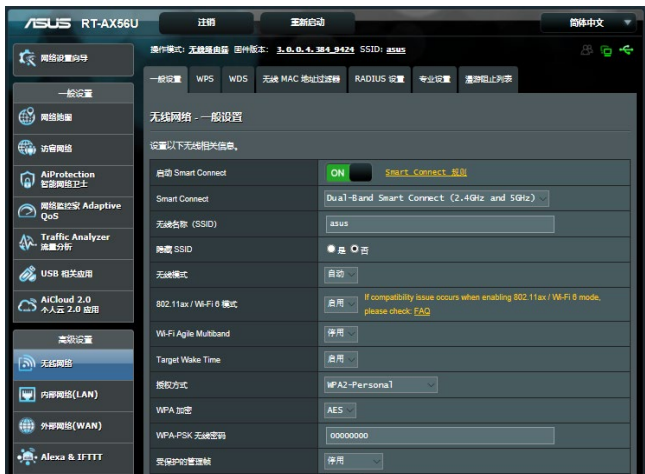 ASUS RT-AX56U 注销 重新启动 简体中文
操作模式: 无线路由器 固件版本: 3.0.0.4.384_9424 SSID: asus
网络设置向导
一般设置 WPS WDS 无线 MAC 地址过滤器 RADIUS 设置 专业设置 漫游阻止列表
一般设置
网络地图
访客网络
AiProtection
智能网络卫士
网络监控家 Adaptive
QoS
Traffic Analyzer
流量分析
USB 相关应用
AiCloud 2.0
个人云 2.0 应用
高级设置
无线网络
内部网络(LAN)
外部网络(WAN)
Alexa & IFTTT
无线网络 - 一般设置
设置以下无线相关信息。
启动 Smart Connect ON Smart Connect 规则
Smart Connect Dual-Band Smart Connect (2.4GHz and 5GHz)
无线名称 (SSID) asus
隐藏 SSID 是 否
无线模式 自动
802.11ax / Wi-Fi 6 模式 启用 If compatibility issue occurs when enabling 802.11ax / Wi-Fi 6 mode,
please check: FAQ
Wi-Fi Agile Multiband 停用
Target Wake Time 启用
授权方式 WPA2-Personal
WPA 加密 AES
WPA-PSK 无线密码 00000000
受保护的管理帧 停用